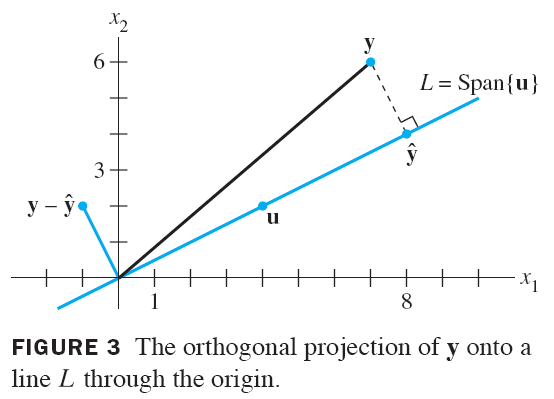 x₂
y
6
L = Span{u}
ŷ
3
y – ŷ
u
x₁
1
8
FIGURE 3 The orthogonal projection of y onto a
line L through the origin.